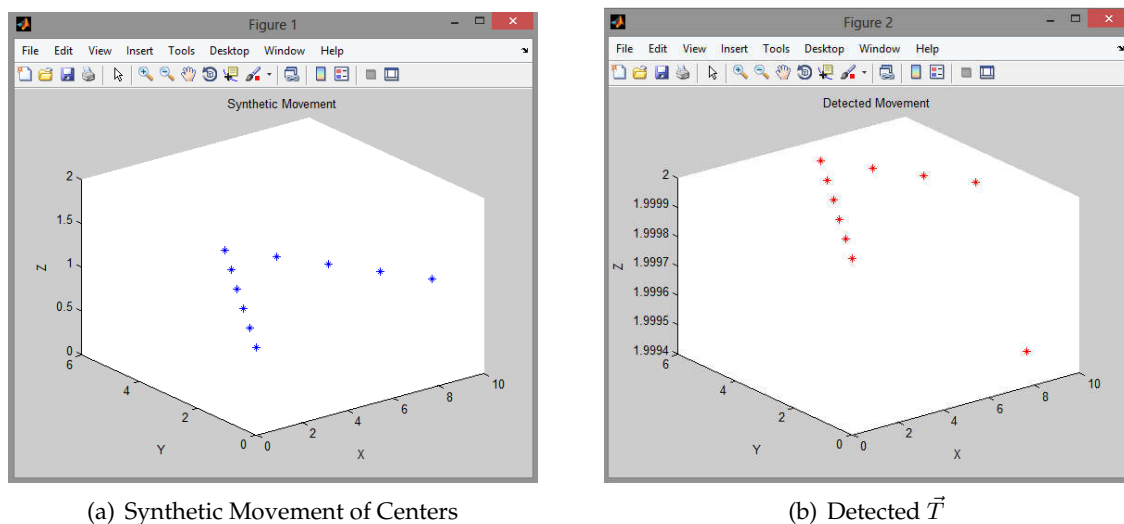 Figure 1
File Edit View Insert Tools Desktop Window Help
Synthetic Movement
2
1.5
1
0.5
0
Z
6
4
2
0
Y
0
2
4
6
8
10
X
(a) Synthetic Movement of Centers
Figure 2
File Edit View Insert Tools Desktop Window Help
Detected Movement
2
1.9999
1.9998
1.9997
1.9996
1.9995
1.9994
Z
6
4
2
0
Y
0
2
4
6
8
10
X
(b) Detected $\vec{T}$